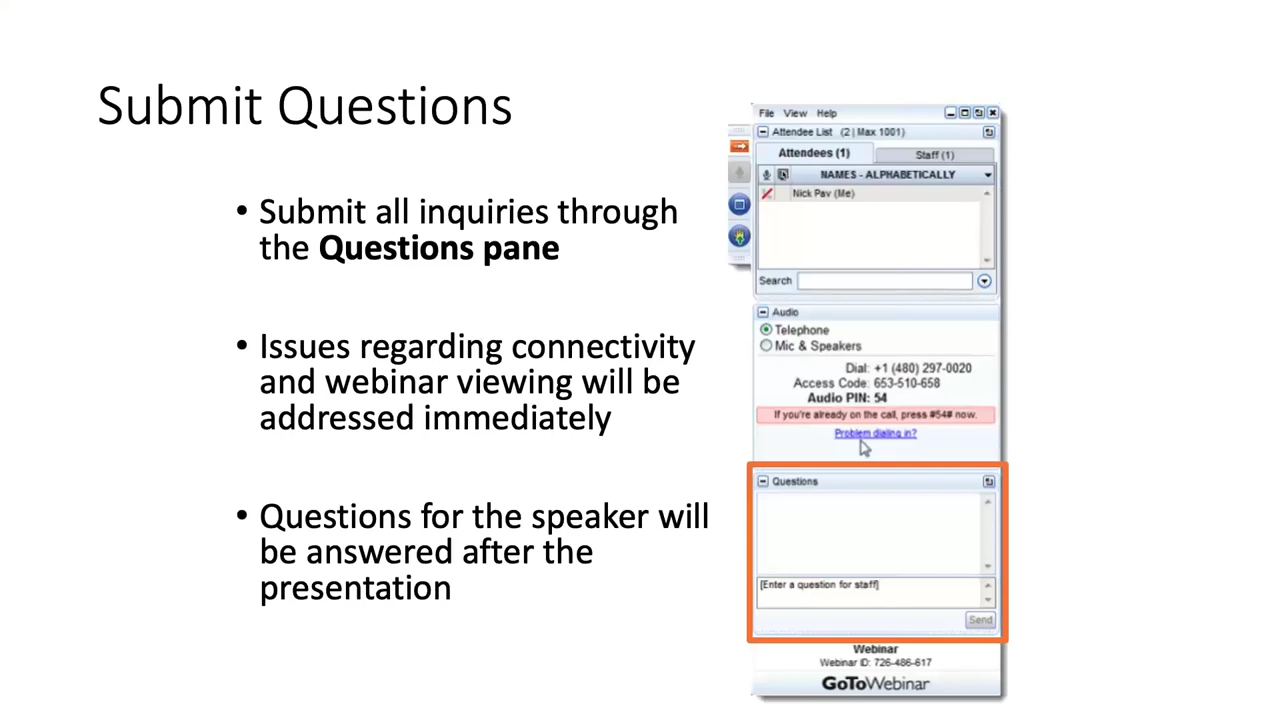 Submit Questions
• Submit all inquiries through
the Questions pane
• Issues regarding connectivity
and webinar viewing will be
addressed immediately
• Questions for the speaker will
be answered after the
presentation
File View Help
Attendee List (2 | Max 1001)
Attendees (1) Staff (1)
NAMES - ALPHABETICALLY
Nick Pav (Me)
Search
Audio
Telephone
Mic & Speakers
Dial: +1 (480) 297-0020
Access Code: 653-510-658
Audio PIN: 54
If you're already on the call, press #54# now.
Problem dialing in?
Questions
[Enter a question for staff]
Send
Webinar
Webinar ID: 726-486-617
GoToWebinar